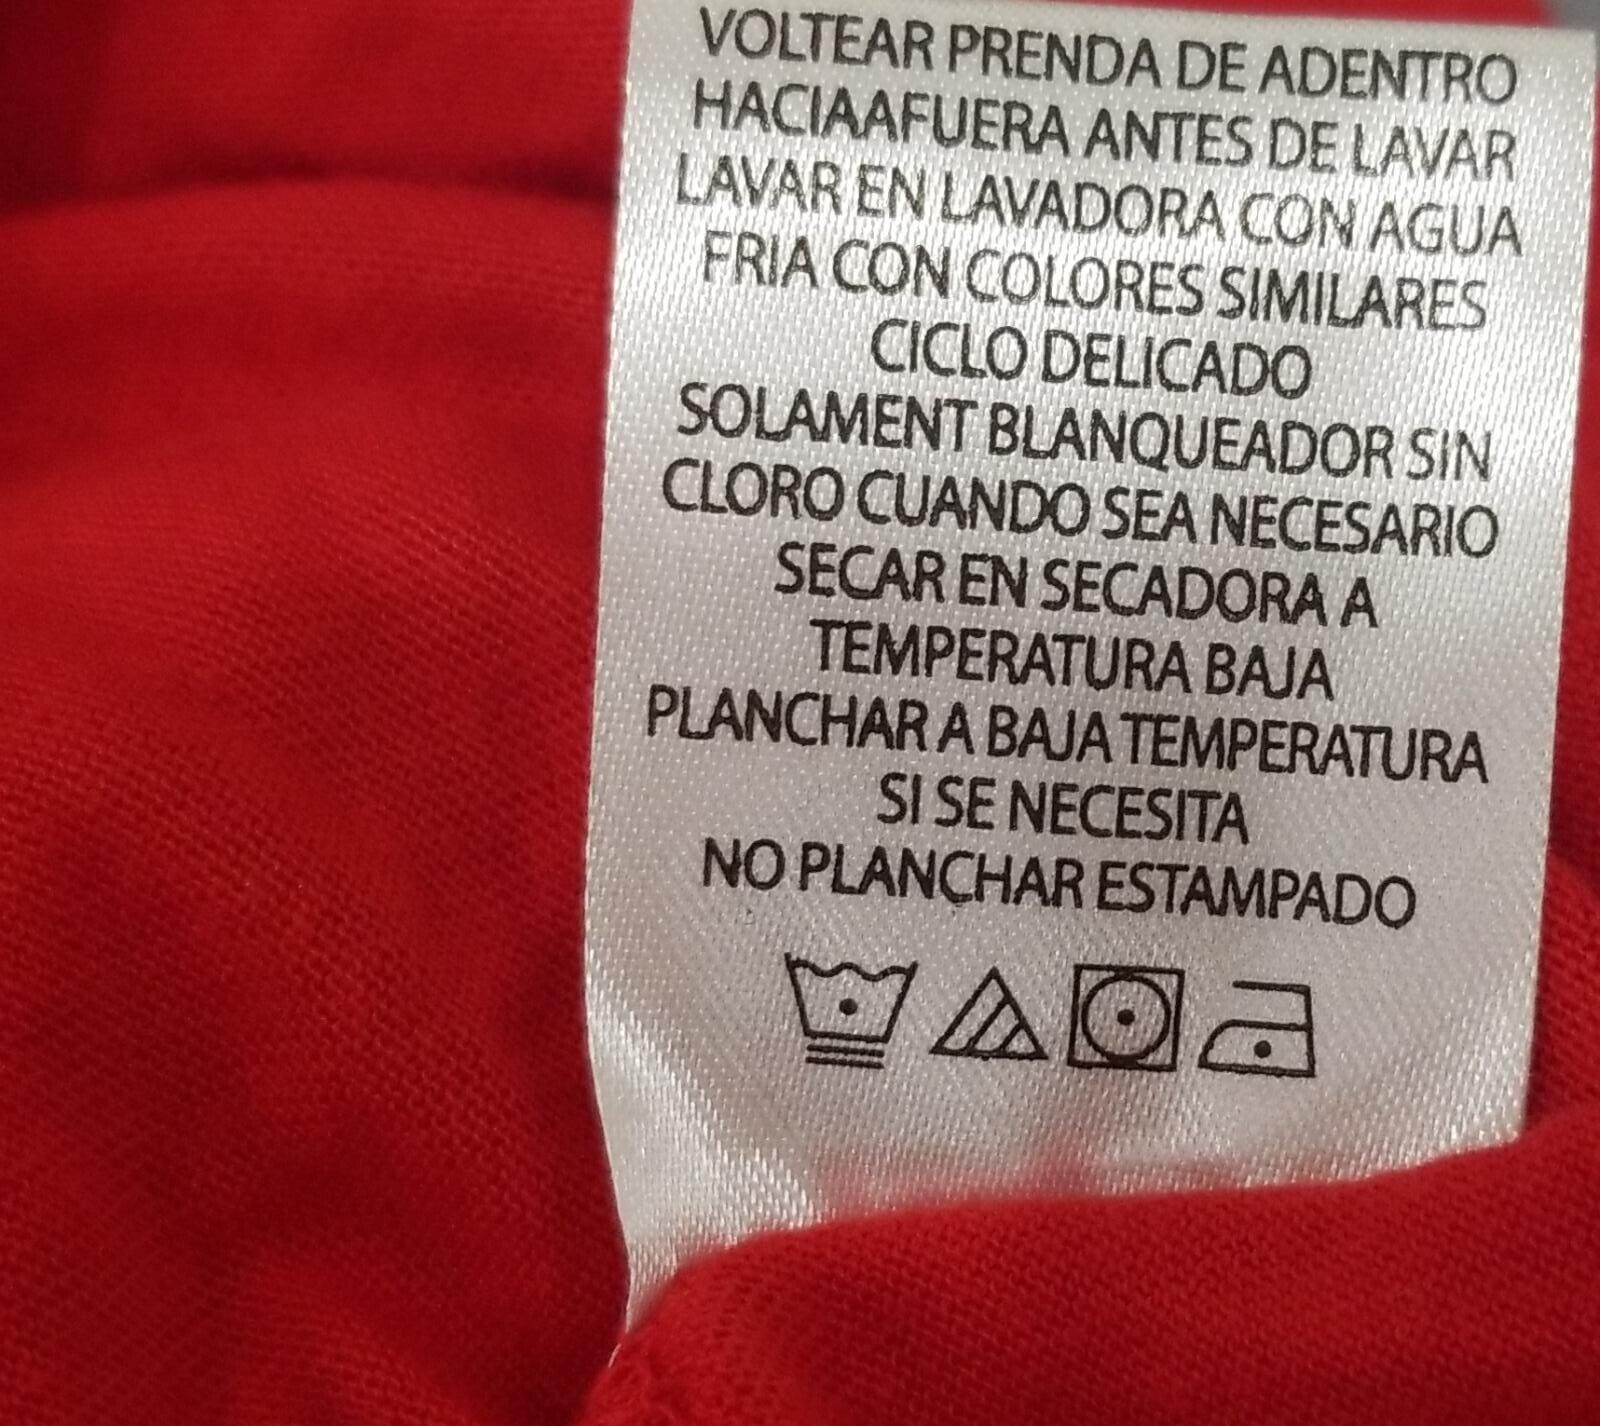 VOLTEAR PRENDA DE ADENTRO
HACIAAFUERA ANTES DE LAVAR
LAVAR EN LAVADORA CON AGUA
FRIA CON COLORES SIMILARES
CICLO DELICADO
SOLAMENT BLANQUEADOR SIN
CLORO CUANDO SEA NECESARIO
SECAR EN SECADORA A
TEMPERATURA BAJA
PLANCHAR A BAJA TEMPERATURA
SI SE NECESITA
NO PLANCHAR ESTAMPADO